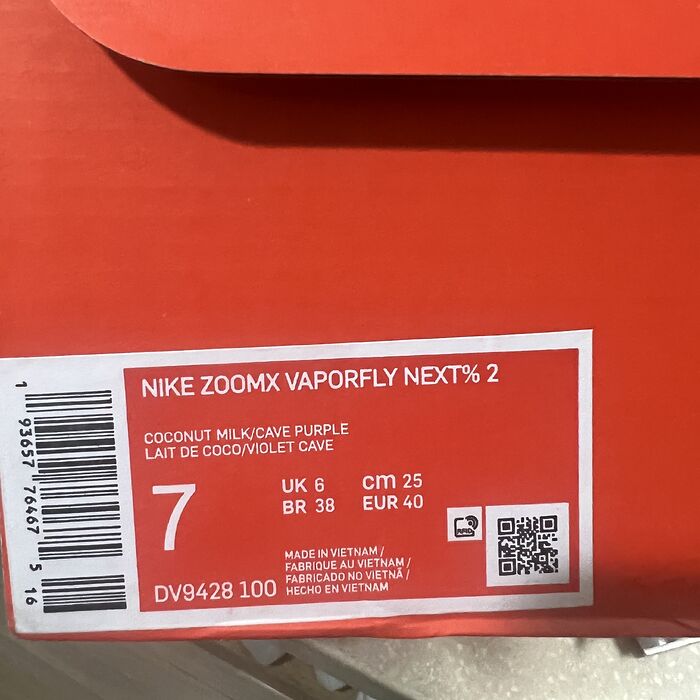 NIKE ZOOMX VAPORFLY NEXT% 2
COCONUT MILK/CAVE PURPLE
LAIT DE COCO/VIOLET CAVE
7
UK 6 cm 25
BR 38 EUR 40
MADE IN VIETNAM /
FABRIQUE AU VIETNAM /
FABRICADO NO VIETNÃ /
HECHO EN VIETNAM
DV9428 100
RFID
1 93657 76467 5 16